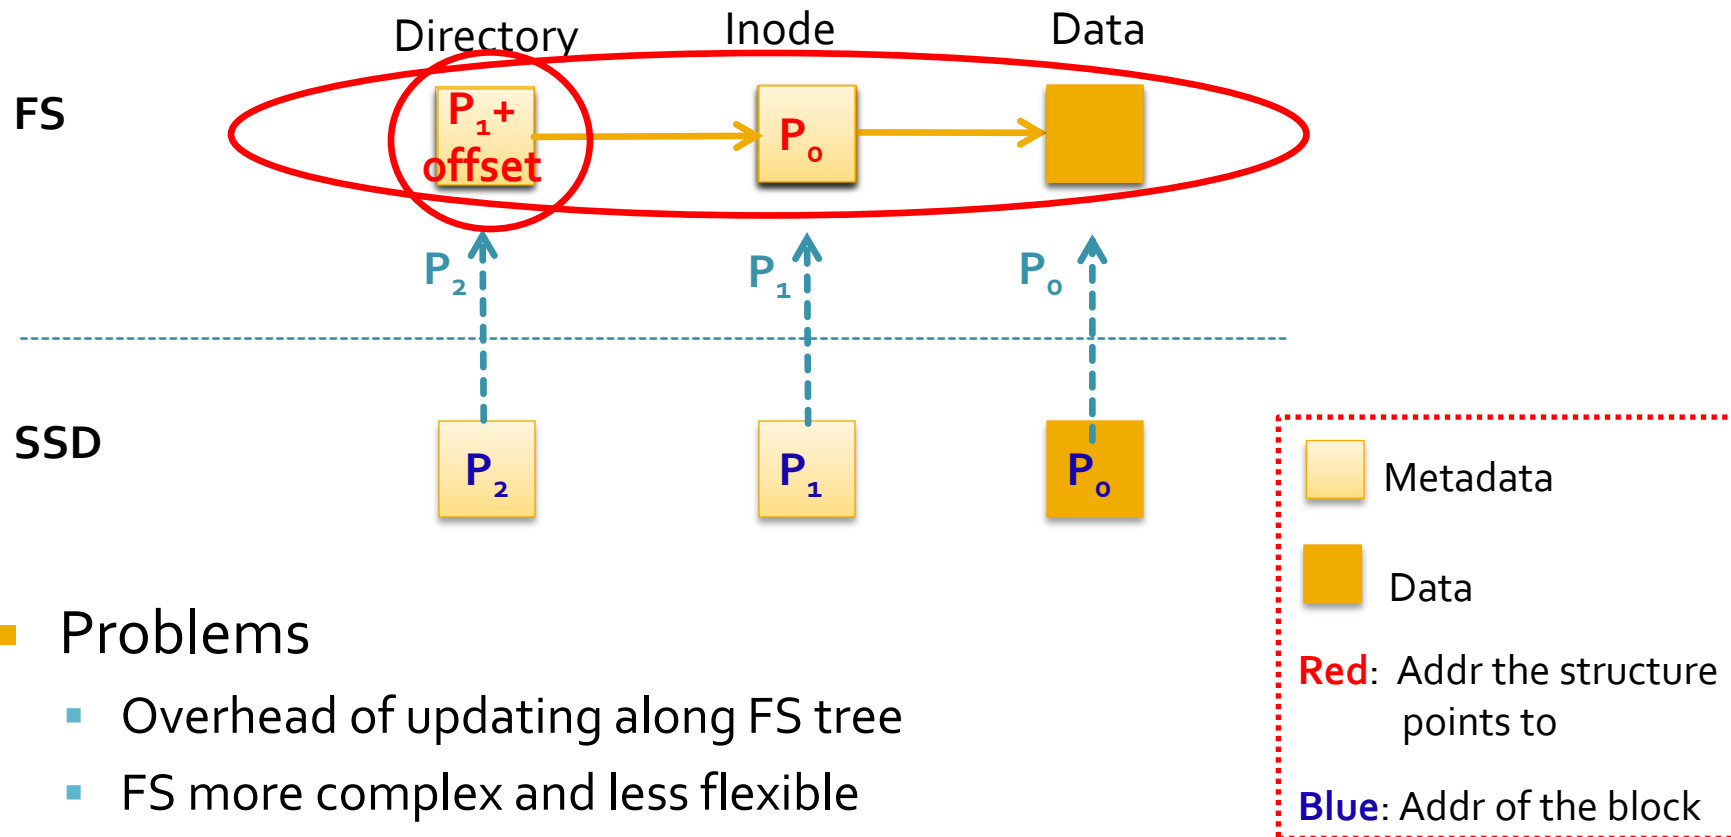 Directory Inode Data
FS
P₁+
offset
P₀
P₂ P₁ P₀
SSD
P₂ P₁ P₀
Metadata
Data
Red: Addr the structure
points to
Blue: Addr of the block
Problems
Overhead of updating along FS tree
FS more complex and less flexible